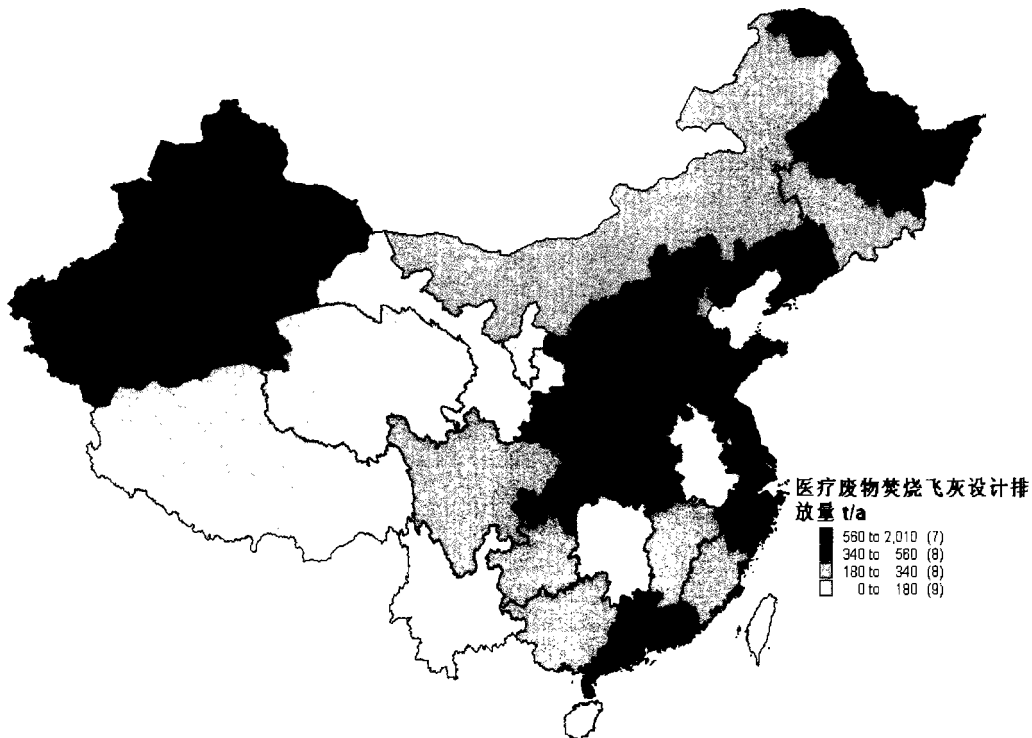 医疗废物焚烧飞灰设计排
放量 t/a
560 to 2,010 (7)
340 to 560 (8)
180 to 340 (8)
0 to 180 (9)